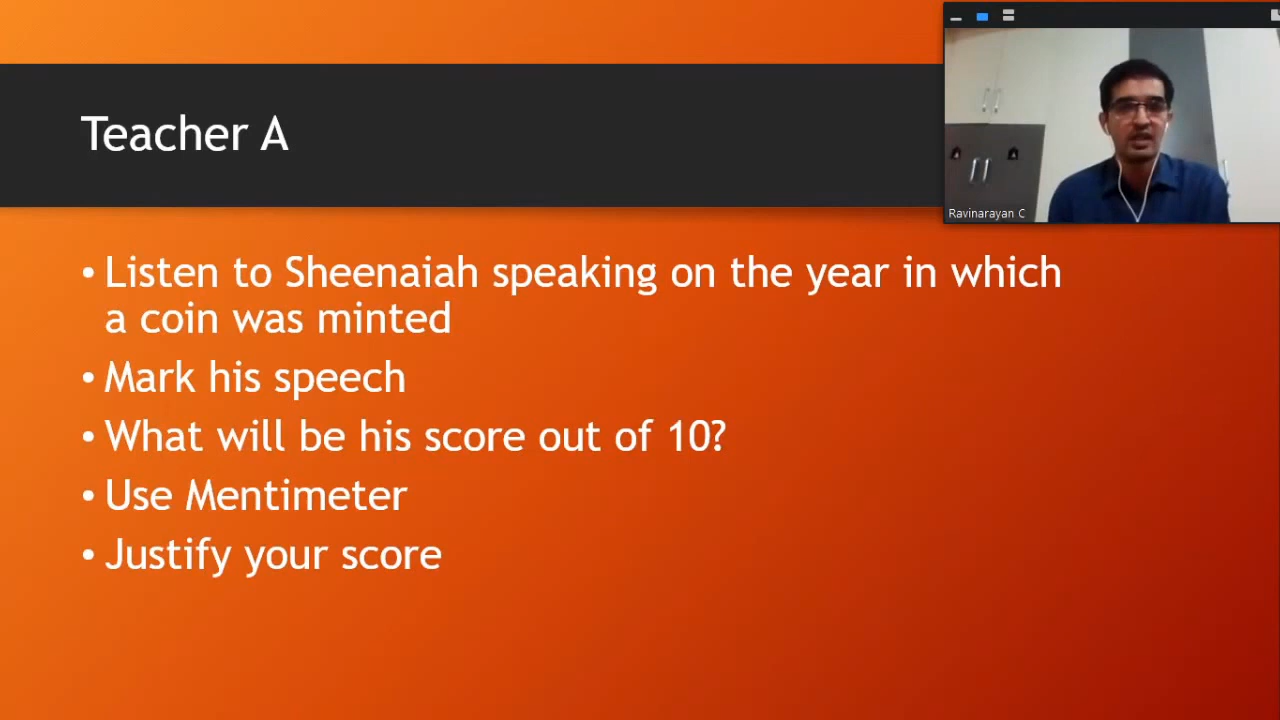 Teacher A
• Listen to Sheenaiah speaking on the year in which
a coin was minted
• Mark his speech
• What will be his score out of 10?
• Use Mentimeter
• Justify your score
Ravinarayan C